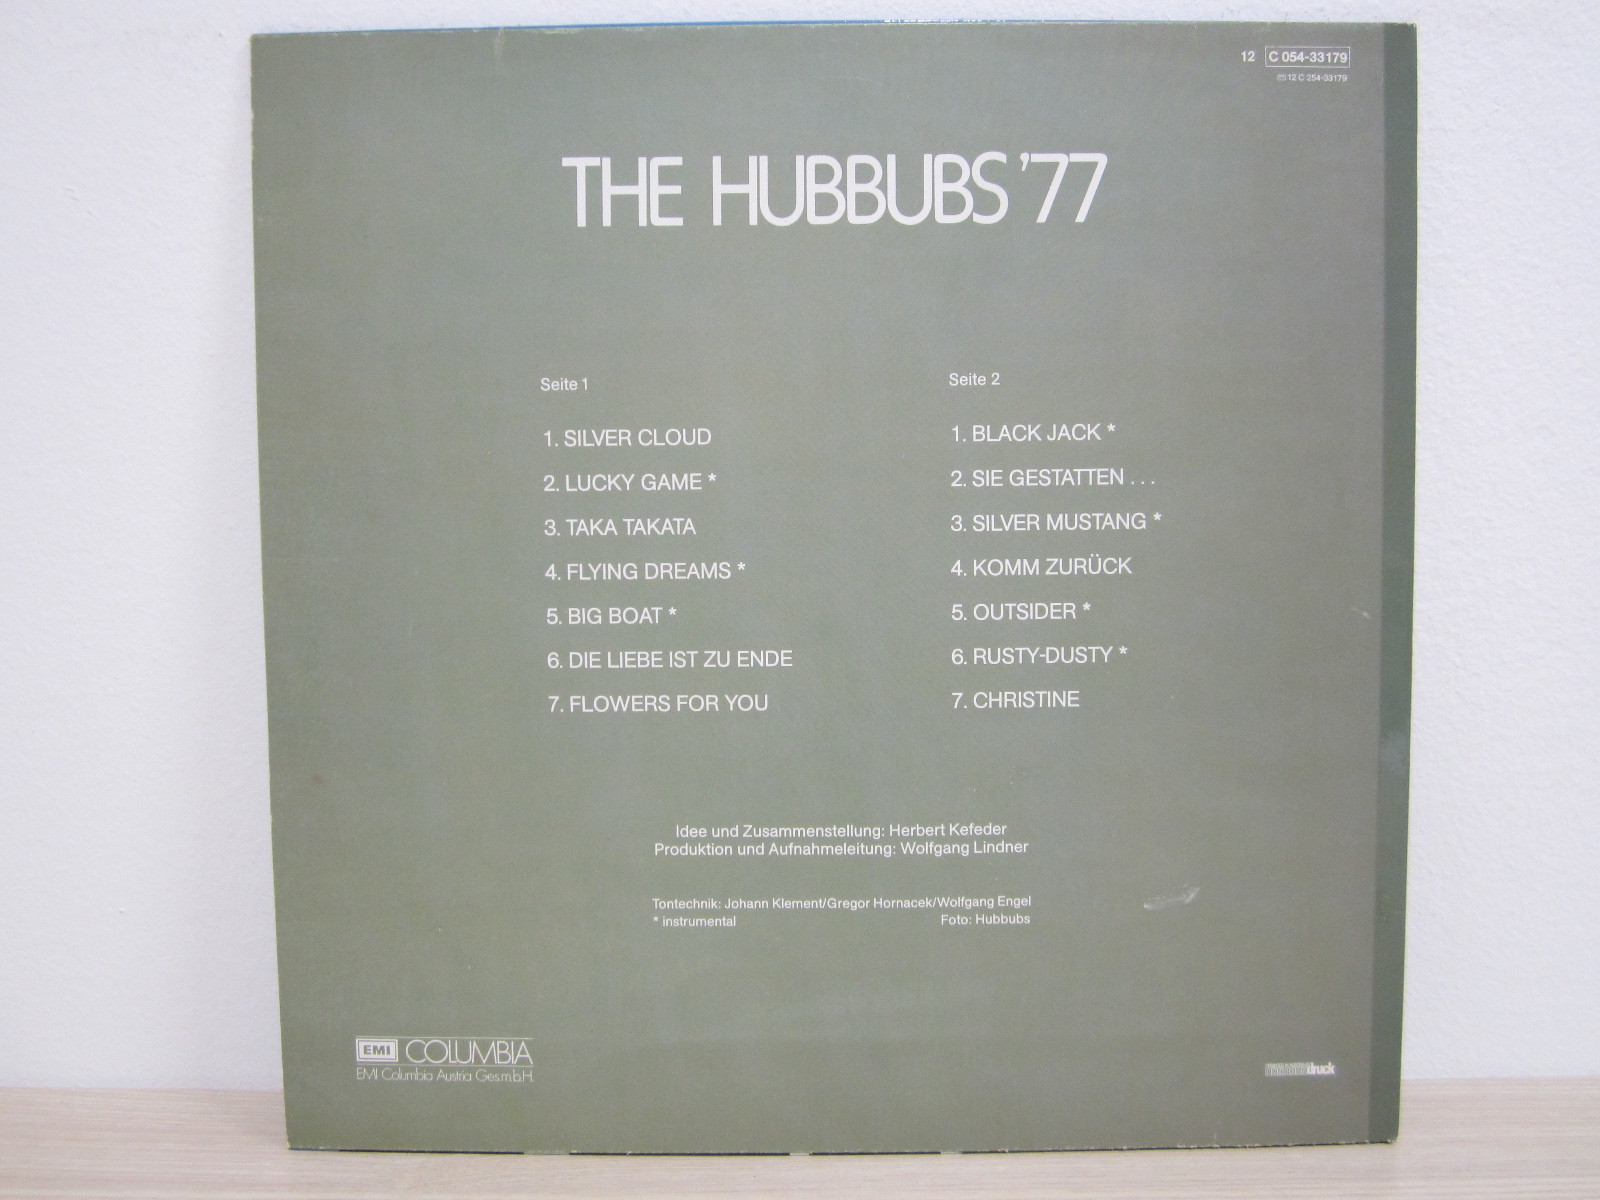 12 C 054-33179
12 C 254-33179
THE HUBBUBS '77
Seite 1
1. SILVER CLOUD
2. LUCKY GAME *
3. TAKA TAKATA
4. FLYING DREAMS *
5. BIG BOAT *
6. DIE LIEBE IST ZU ENDE
7. FLOWERS FOR YOU
Seite 2
1. BLACK JACK *
2. SIE GESTATTEN . . .
3. SILVER MUSTANG *
4. KOMM ZURÜCK
5. OUTSIDER *
6. RUSTY-DUSTY *
7. CHRISTINE
Idee und Zusammenstellung: Herbert Kefeder
Produktion und Aufnahmeleitung: Wolfgang Lindner
Tontechnik: Johann Klement/Gregor Hornacek/Wolfgang Engel
* instrumental Foto: Hubbubs
EMI COLUMBIA
EMI Columbia Austria Ges.m.b.H.